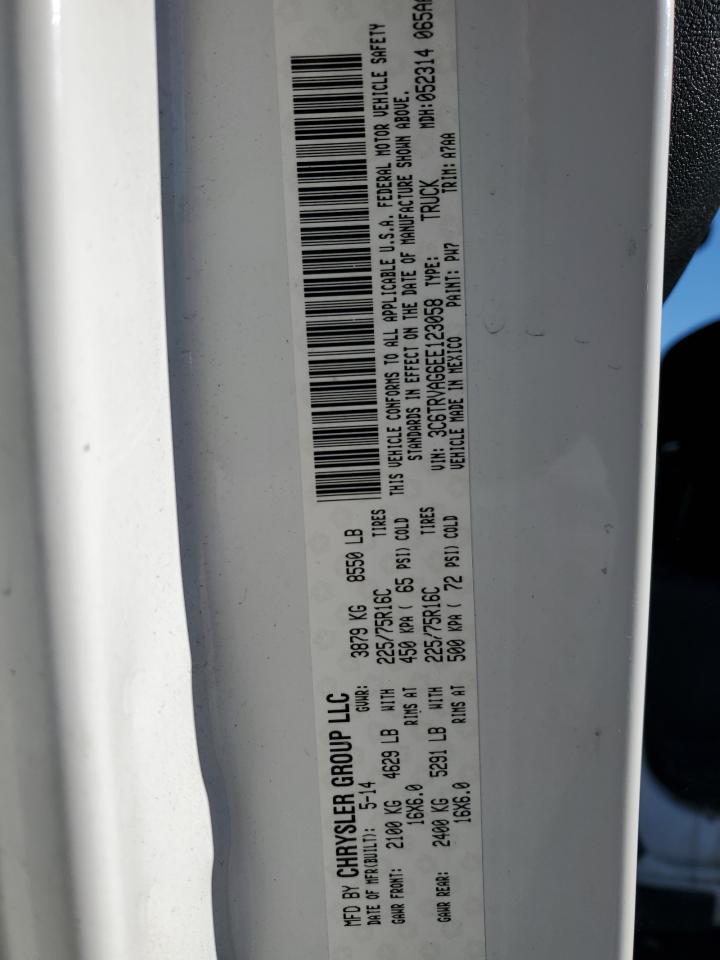 MFD BY CHRYSLER GROUP LLC
DATE OF MFR(BUILT): 5-14 GVWR: 3879 KG 8550 LB
GAWR FRONT: 2100 KG 4629 LB WITH 225/75R16C TIRES
16X6.0 RIMS AT 450 KPA ( 65 PSI) COLD
GAWR REAR: 2400 KG 5291 LB WITH 225/75R16C TIRES
16X6.0 RIMS AT 500 KPA ( 72 PSI) COLD
THIS VEHICLE CONFORMS TO ALL APPLICABLE U.S.A. FEDERAL MOTOR VEHICLE SAFETY
STANDARDS IN EFFECT ON THE DATE OF MANUFACTURE SHOWN ABOVE.
VIN: 3C6TRVAG6EE123058 TYPE: TRUCK MDH:052314
VEHICLE MADE IN MEXICO PAINT: PW7 TRIM: A7AA